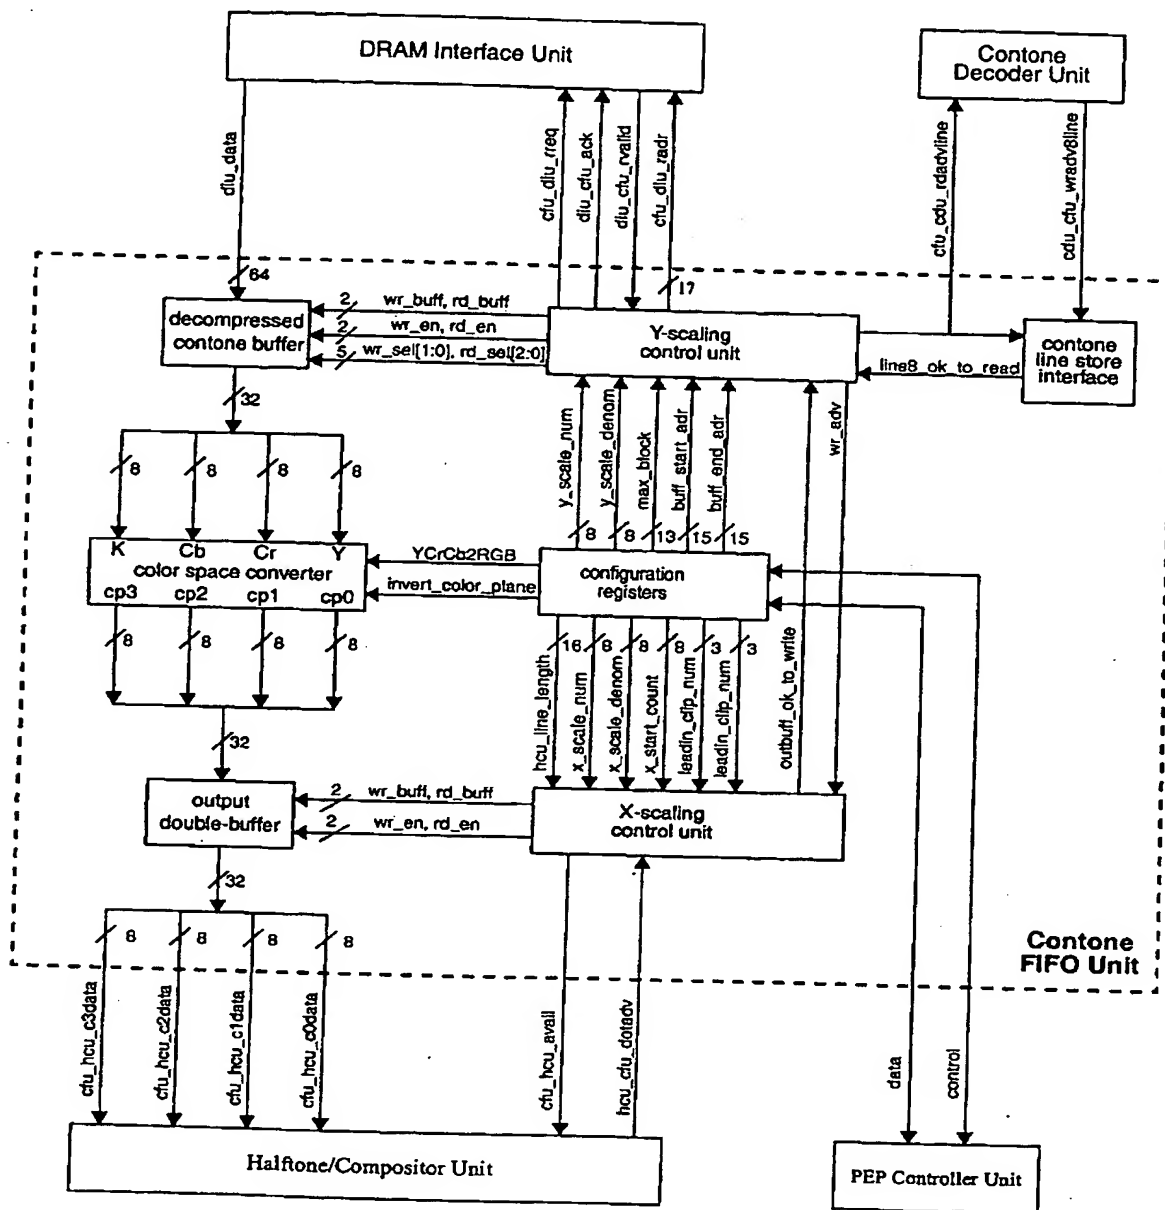 DRAM Interface Unit
Contone
Decoder Unit
diu_data
cfu_diu_rreq
diu_cfu_ack
diu_cfu_rvalid
cfu_diu_radr
cfu_cdu_rdadvline
cdu_cfu_wradv8line
64
17
decompressed
contone buffer
2
wr_buff, rd_buff
2
wr_en, rd_en
5
wr_sel[1:0], rd_sel[2:0]
Y-scaling
control unit
line8_ok_to_read
contone
line store
interface
32
8
8
8
8
y_scale_num
y_scale_denom
max_block
buff_start_adr
buff_end_adr
wr_adv
8
8
13
15
15
K
Cb
Cr
Y
color space converter
cp3
cp2
cp1
cp0
YCrCb2RGB
invert_color_plane
configuration
registers
8
8
8
8
16
8
8
8
3
3
hcu_line_length
x_scale_num
x_scale_denom
x_start_count
leadin_clip_num
leadin_clip_num
outbuff_ok_to_write
32
output
double-buffer
2
wr_buff, rd_buff
2
wr_en, rd_en
X-scaling
control unit
32
8
8
8
8
Contone
FIFO Unit
cfu_hcu_c3data
cfu_hcu_c2data
cfu_hcu_c1data
cfu_hcu_c0data
cfu_hcu_avail
hcu_cfu_dotadv
data
control
Halftone/Compositor Unit
PEP Controller Unit